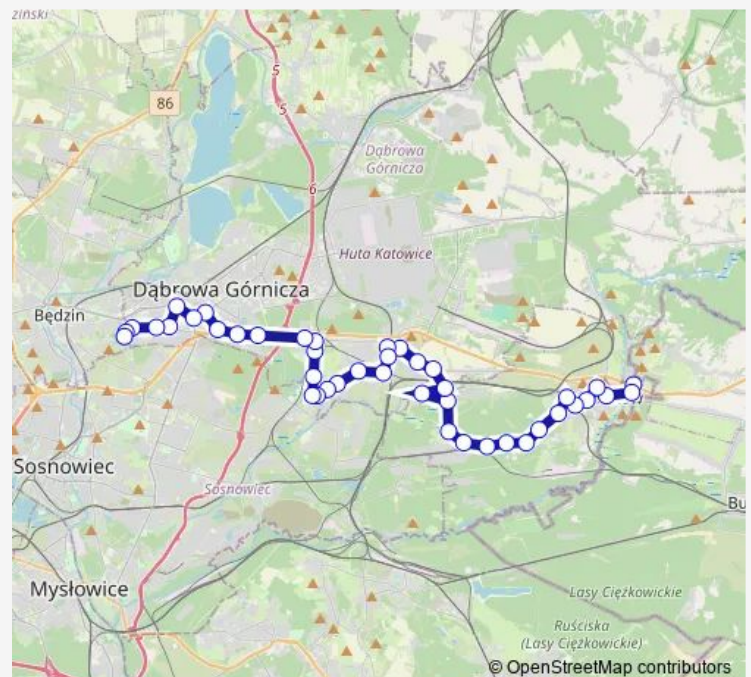 ziński
86
5
5
6
Dąbrowa
Górnicza
Huta Katowice
Dąbrowa Górnicza
Będzin
Sosnowiec
Sosnowiec
Bu
Mysłowice
Lasy Ciężkowickie
Ruściska
(Lasy Ciężkowickie)
© OpenStreetMap contributors